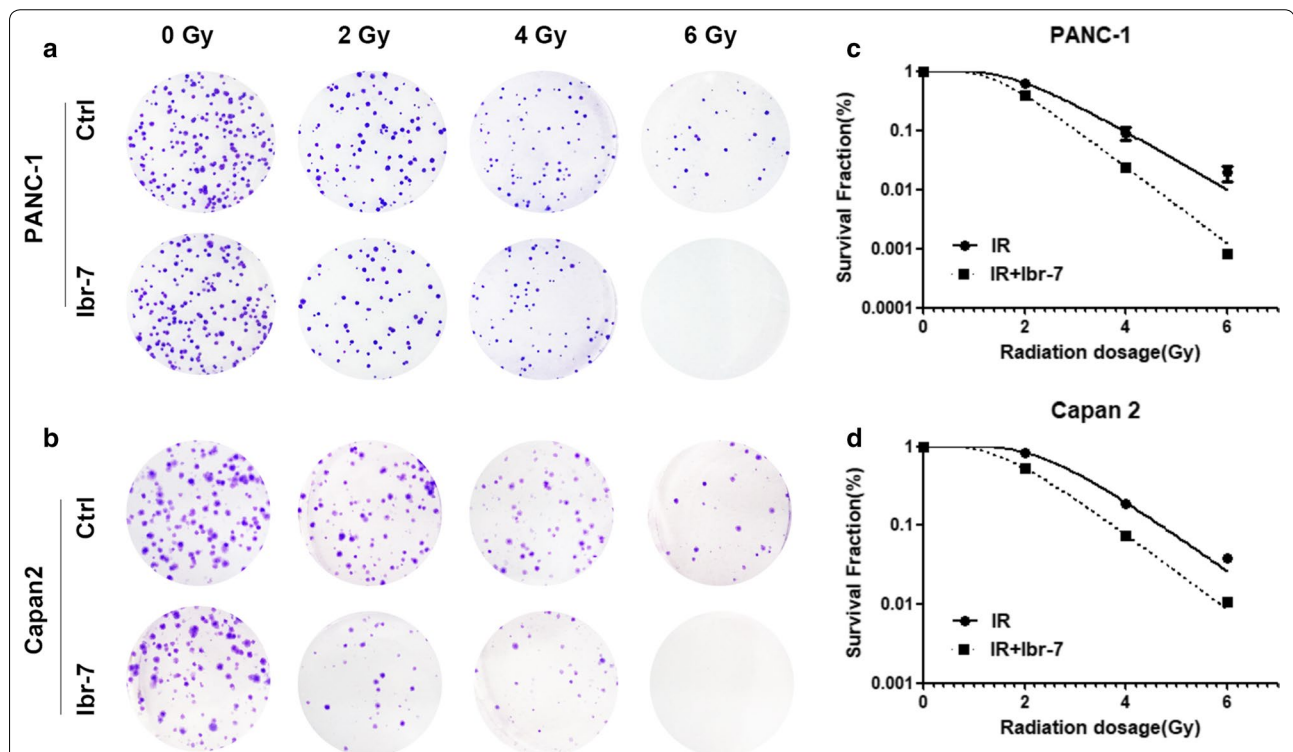 a
0 Gy
2 Gy
4 Gy
6 Gy
PANC-1
Ctrl
Ibr-7
b
Capan2
Ctrl
Ibr-7
c
PANC-1
Survival Fraction(%)
1
0.1
0.01
0.001
0.0001
IR
IR+Ibr-7
0
2
4
6
Radiation dosage(Gy)
d
Capan 2
Survival Fraction(%)
1
0.1
0.01
0.001
IR
IR+Ibr-7
0
2
4
6
Radiation dosage(Gy)